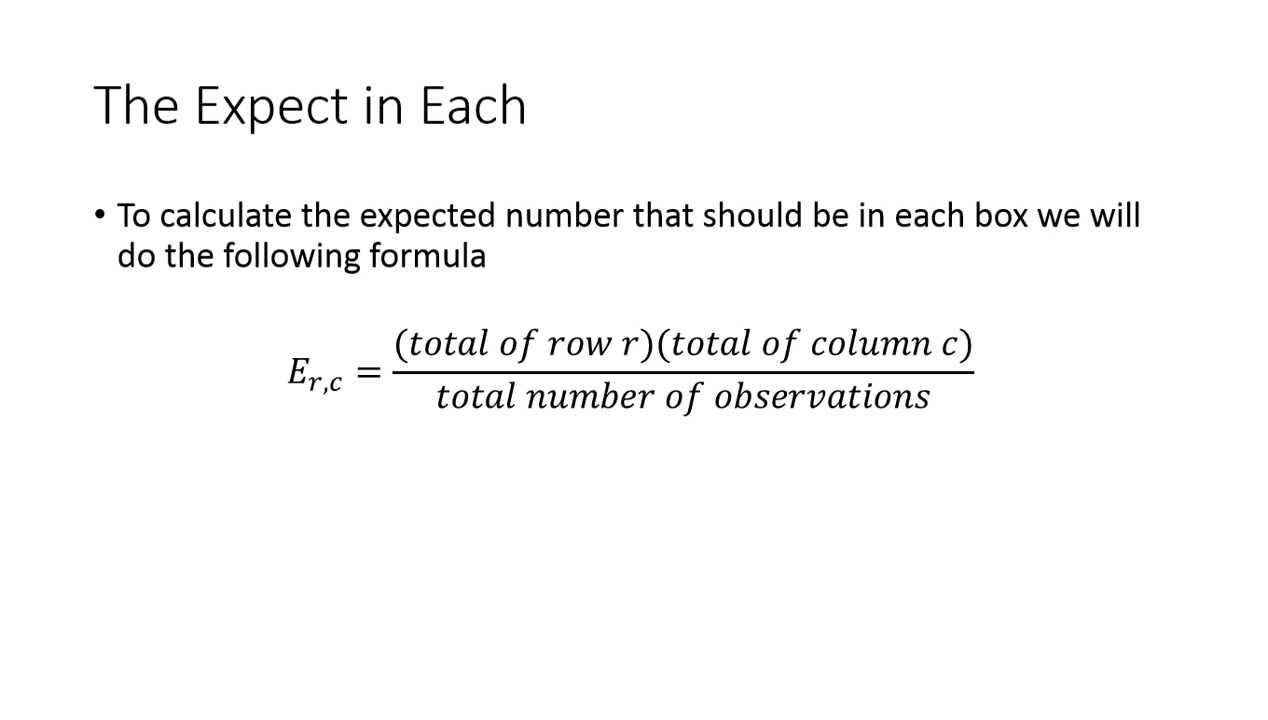 The Expect in Each
• To calculate the expected number that should be in each box we will
do the following formula
E_{r,c} = \frac{(total of row r)(total of column c)}{total number of observations}